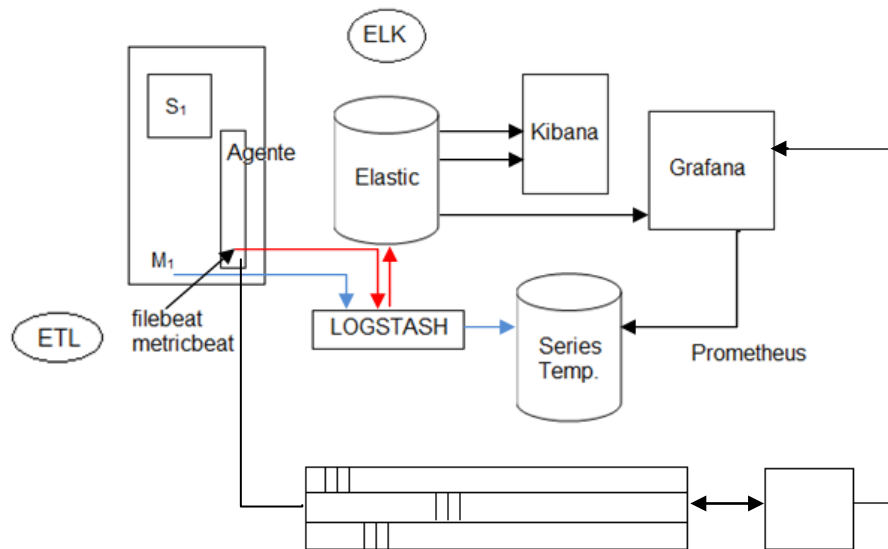 ELK
S₁
Agente
Kibana
Elastic
Grafana
M₁
filebeat
metricbeat
ETL
LOGSTASH
Series
Temp.
Prometheus